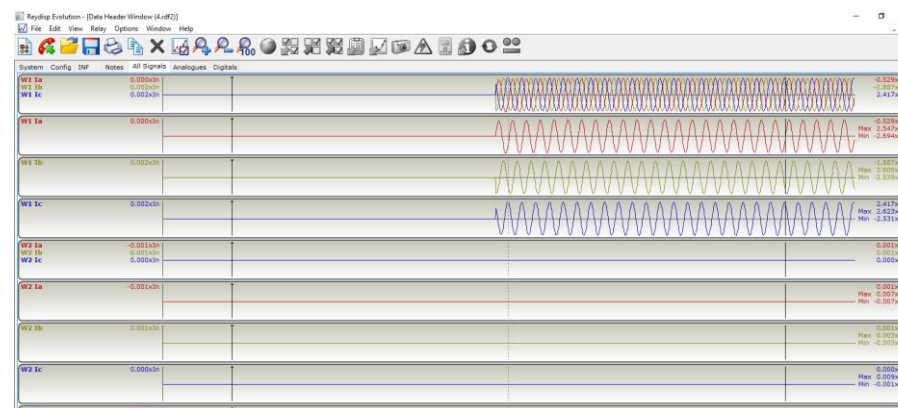 Reydisp Evolution - [Data Header Window (4.rdf2)]
File Edit View Relay Options Window Help
System Config INF Notes All Signals Analogues Digitals
W1 Ia 0.000xIn -0.529x
W1 Ib 0.002xIn -1.887x
W1 Ic 0.002xIn 2.417x
W1 Ia 0.000xIn -0.529x
Max 2.547x
Min -2.694x
W1 Ib 0.002xIn -1.887x
Max 2.600x
Min -2.539x
W1 Ic 0.002xIn 2.417x
Max 2.623x
Min -2.531x
W2 Ia -0.001xIn 0.001x
W2 Ib 0.001xIn 0.001x
W2 Ic 0.000xIn 0.000x
W2 Ia -0.001xIn 0.001x
Max 0.007x
Min -0.007x
W2 Ib 0.001xIn 0.001x
Max 0.003x
Min -0.003x
W2 Ic 0.000xIn 0.000x
Max 0.009x
Min -0.001x